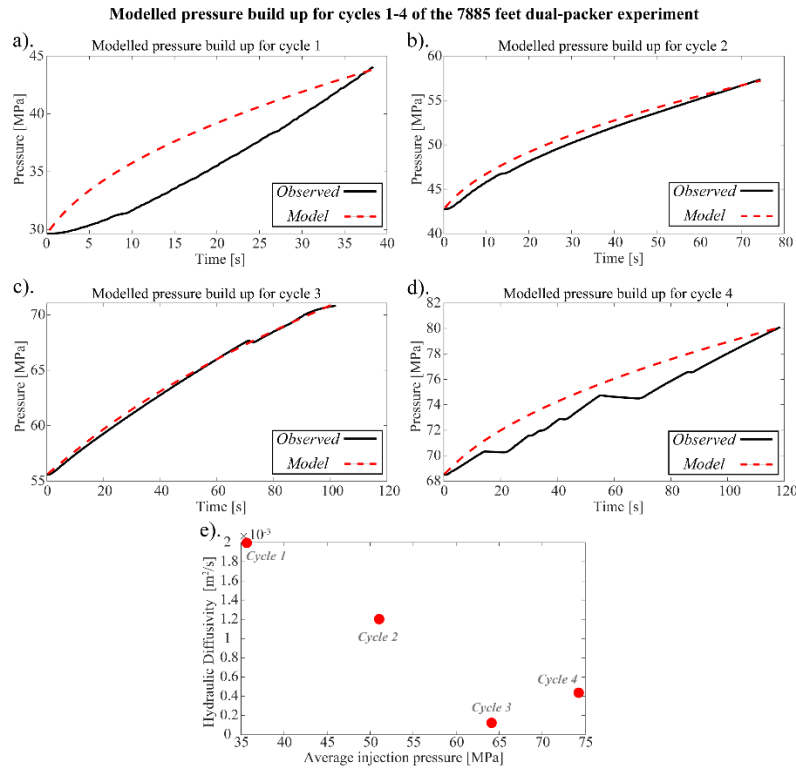 Modelled pressure build up for cycles 1-4 of the 7885 feet dual-packer experiment
a).
Modelled pressure build up for cycle 1
Pressure [MPa]
45
40
35
30
0 5 10 15 20 25 30 35 40
Time [s]
Observed
Model
b).
Modelled pressure build up for cycle 2
Pressure [MPa]
60
55
50
45
40
0 10 20 30 40 50 60 70 80
Time [s]
Observed
Model
c).
Modelled pressure build up for cycle 3
Pressure [MPa]
70
65
60
55
0 20 40 60 80 100 120
Time [s]
Observed
Model
d).
Modelled pressure build up for cycle 4
Pressure [MPa]
82
80
78
76
74
72
70
68
0 20 40 60 80 100 120
Time [s]
Observed
Model
e).
× 10⁻³
Hydraulic Diffusivity [m²/s]
2
1.8
1.6
1.4
1.2
1
0.8
0.6
0.4
0.2
0
Cycle 1
Cycle 2
Cycle 4
Cycle 3
35 40 45 50 55 60 65 70 75
Average injection pressure [MPa]